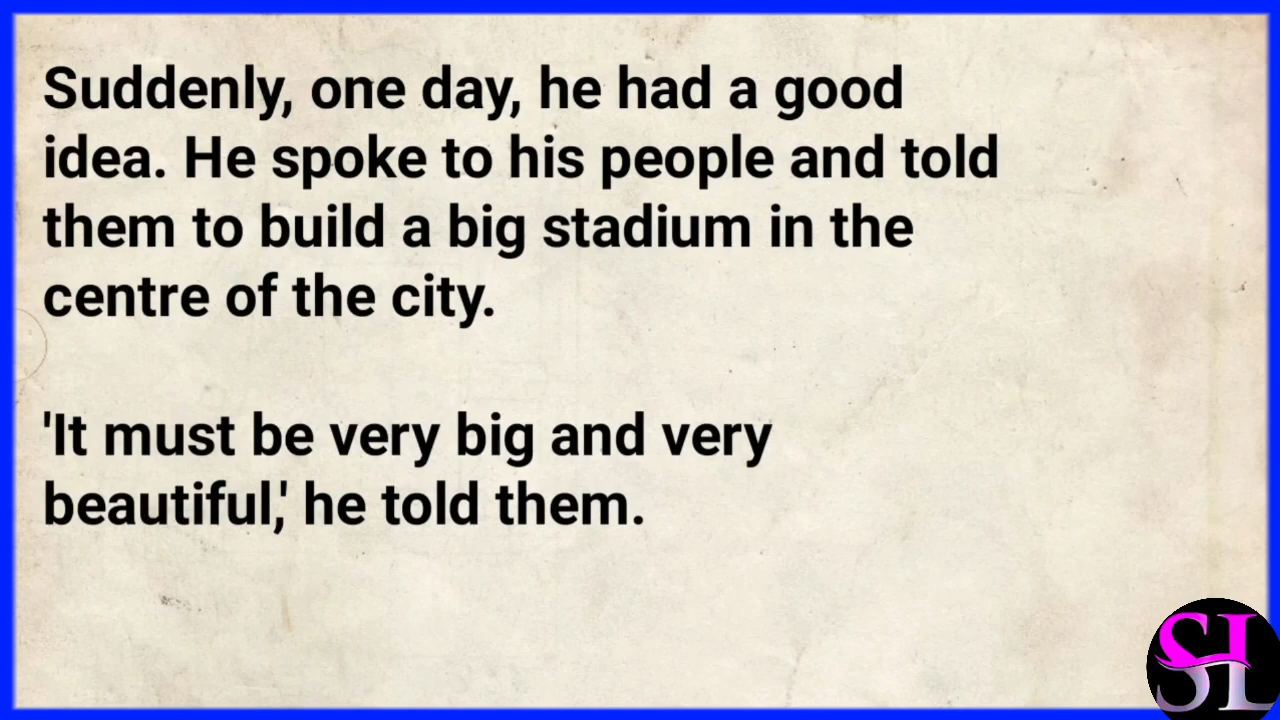 Suddenly, one day, he had a good
idea. He spoke to his people and told
them to build a big stadium in the
centre of the city.
'It must be very big and very
beautiful,' he told them.
SL